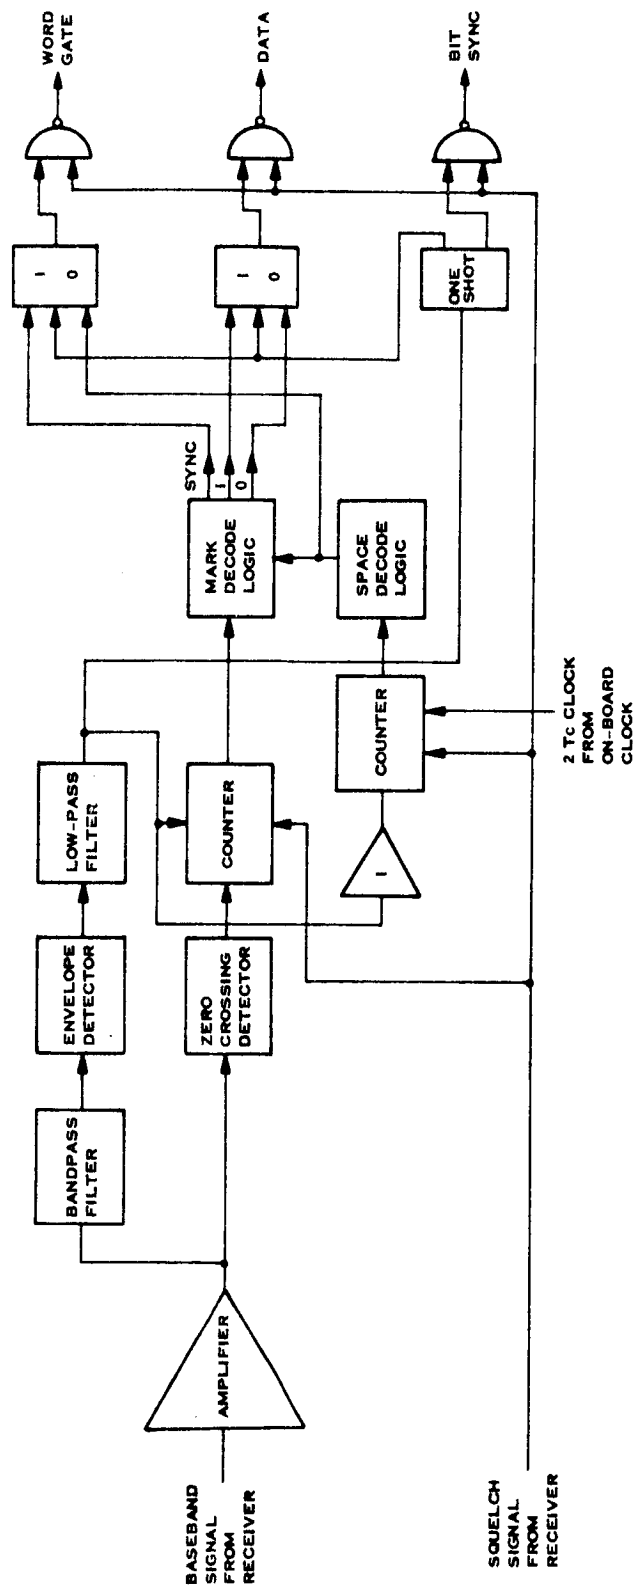 WORD
GATE
DATA
BIT
SYNC
1
0
1
0
ONE
SHOT
SYNC
1
0
MARK
DECODE
LOGIC
SPACE
DECODE
LOGIC
LOW-PASS
FILTER
COUNTER
COUNTER
2 Tc CLOCK
FROM
ON-BOARD
CLOCK
1
ENVELOPE
DETECTOR
ZERO
CROSSING
DETECTOR
BANDPASS
FILTER
AMPLIFIER
BASEBAND
SIGNAL
FROM
RECEIVER
SQUELCH
SIGNAL
FROM
RECEIVER